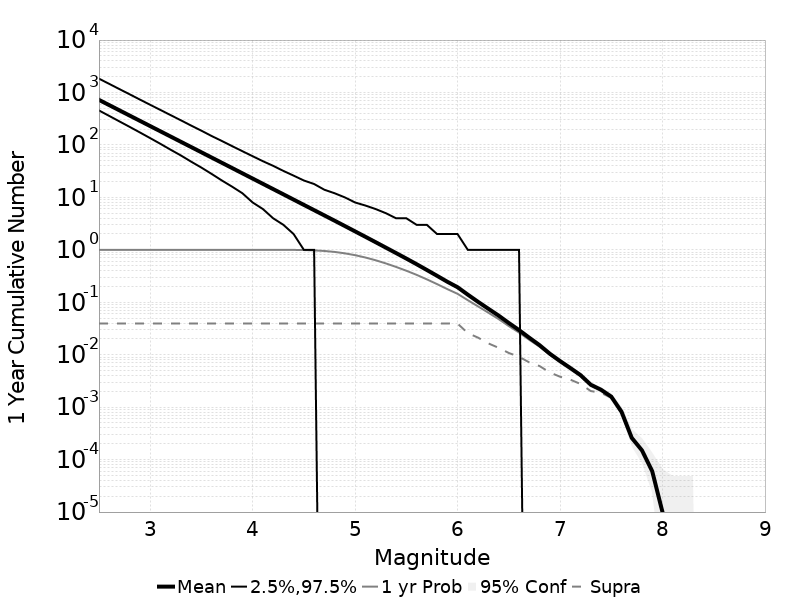 10^4
10^3
10^2
10^1
10^0
10^-1
10^-2
10^-3
10^-4
10^-5
1 Year Cumulative Number
3 4 5 6 7 8 9
Magnitude
Mean 2.5%,97.5% 1 yr Prob 95% Conf Supra